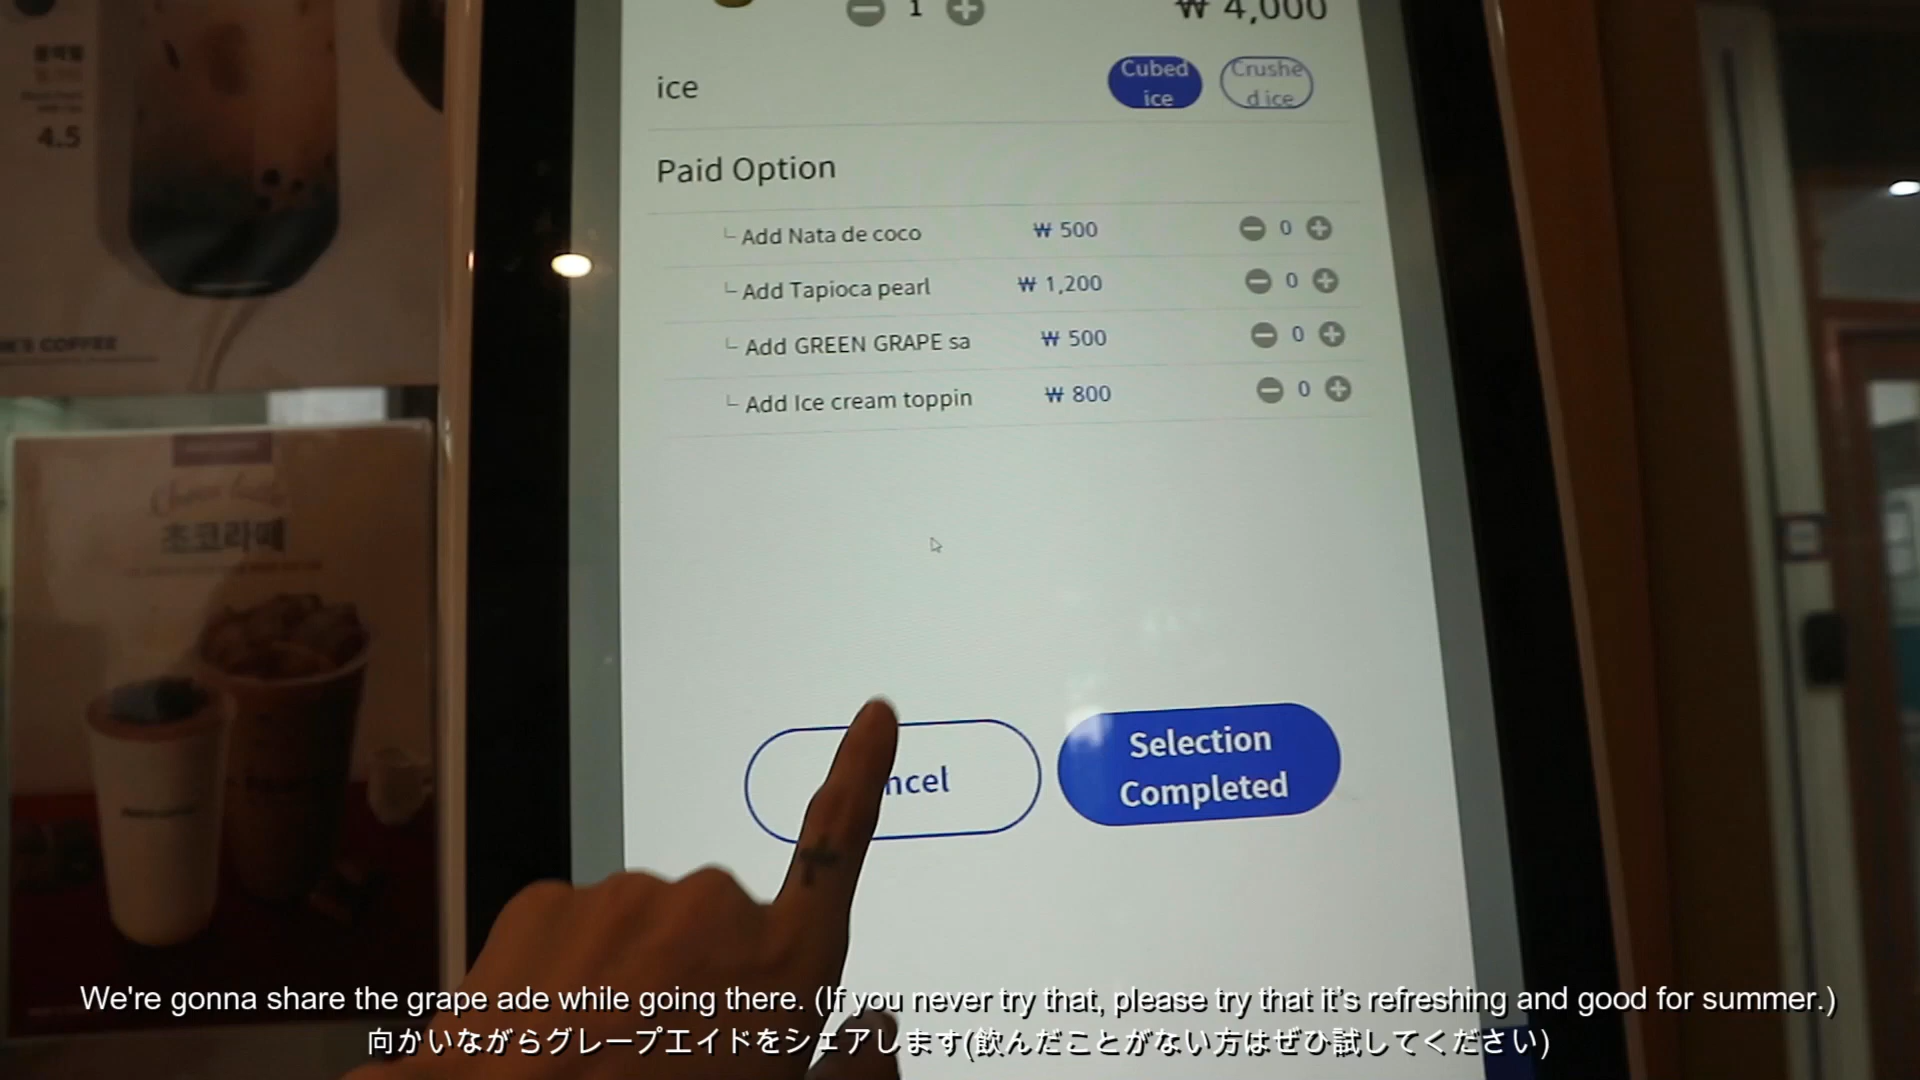 1
₩ 4,000
ice
Cubed
ice
Crushe
d ice
Paid Option
Add Nata de coco ₩ 500 0
Add Tapioca pearl ₩ 1,200 0
Add GREEN GRAPE sa ₩ 500 0
Add Ice cream toppin ₩ 800 0
ncel
Selection
Completed
4.5
COFFEE
초코라떼
We're gonna share the grape ade while going there. (If you never try that, please try that it's refreshing and good for summer.)
向かいながらグレープエイドをシェアします(飲んだことがない方はぜひ試してください)